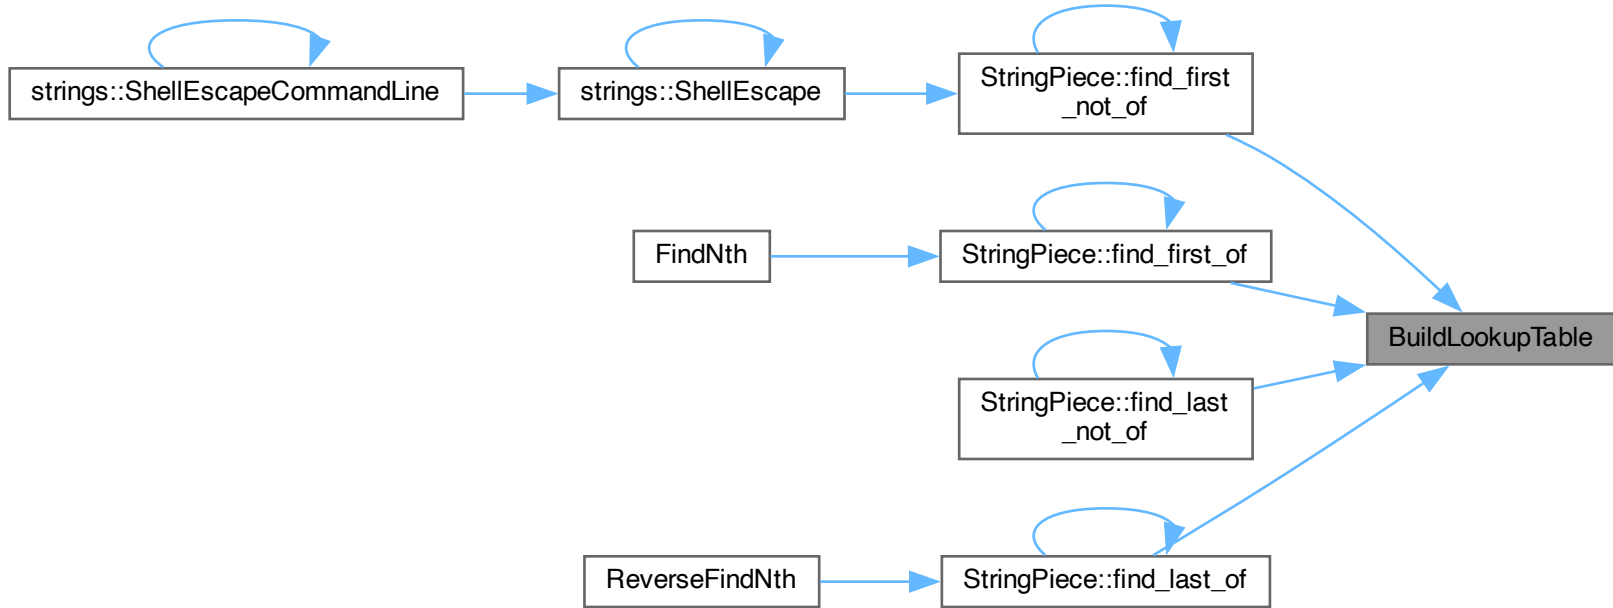 strings::ShellEscapeCommandLine
strings::ShellEscape
StringPiece::find_first
_not_of
FindNth
StringPiece::find_first_of
BuildLookupTable
StringPiece::find_last
_not_of
ReverseFindNth
StringPiece::find_last_of